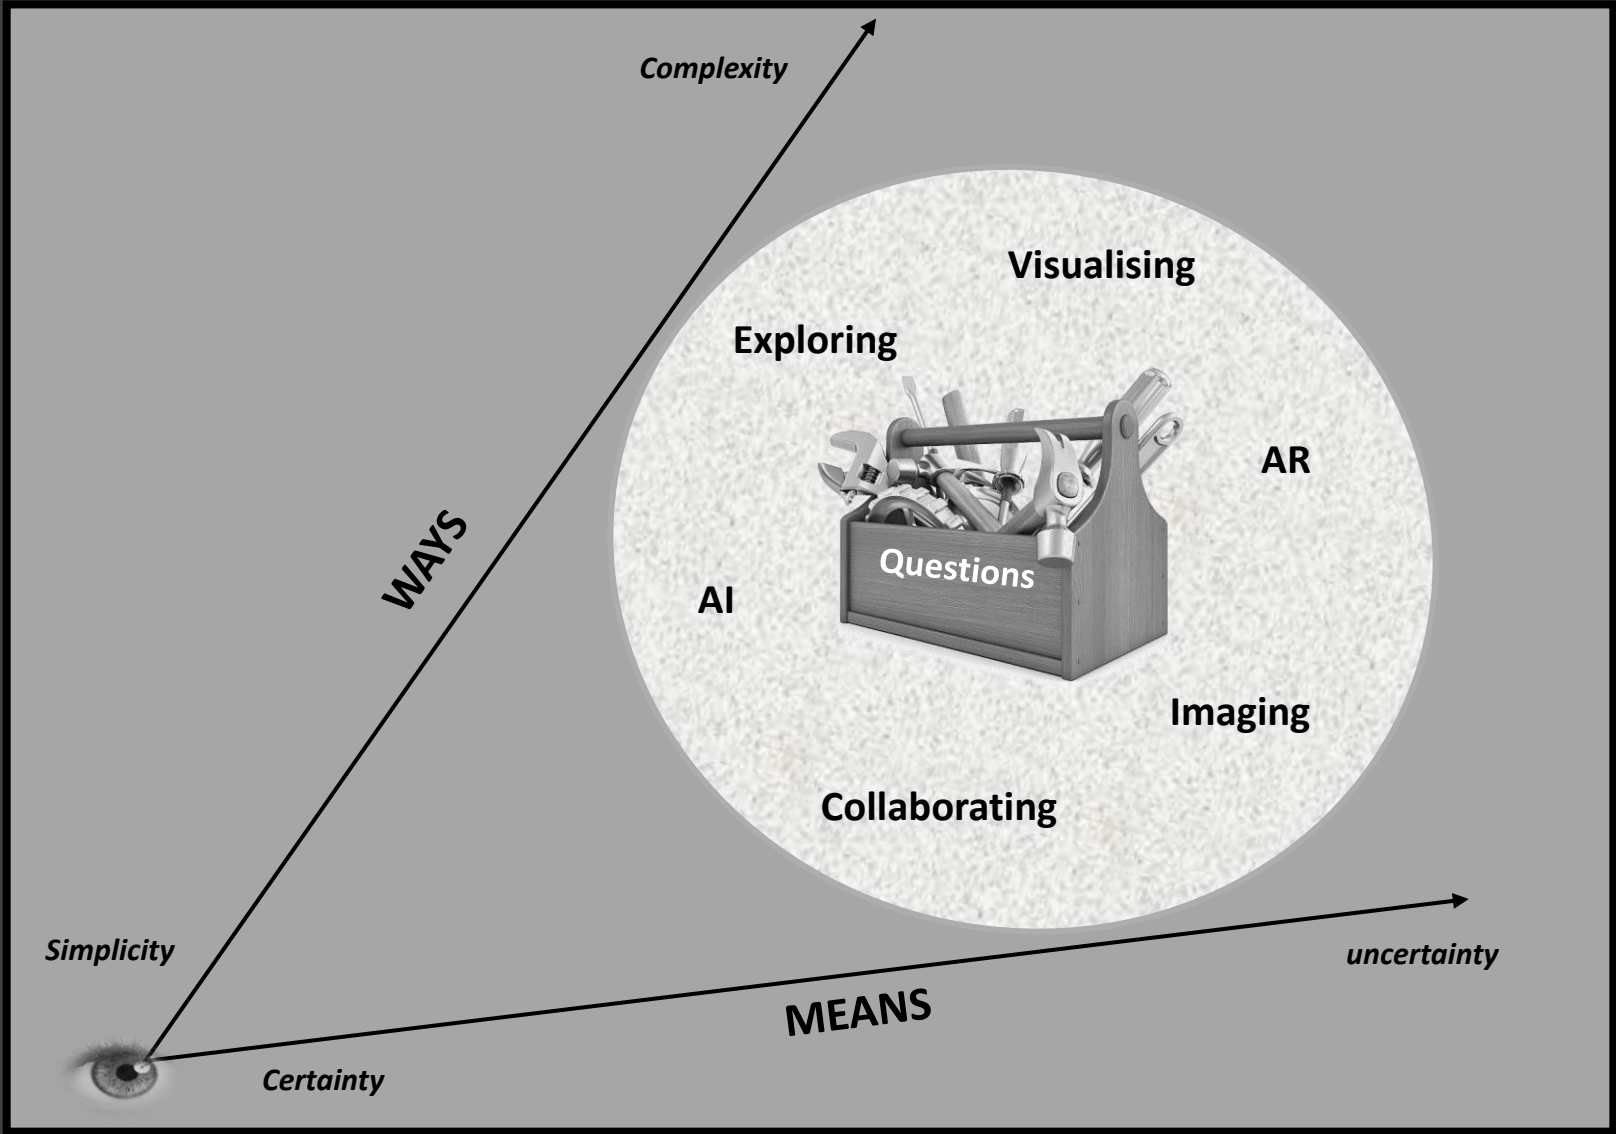 Complexity
Visualising
Exploring
AR
WAYS
Questions
AI
Imaging
Collaborating
Simplicity
uncertainty
MEANS
Certainty